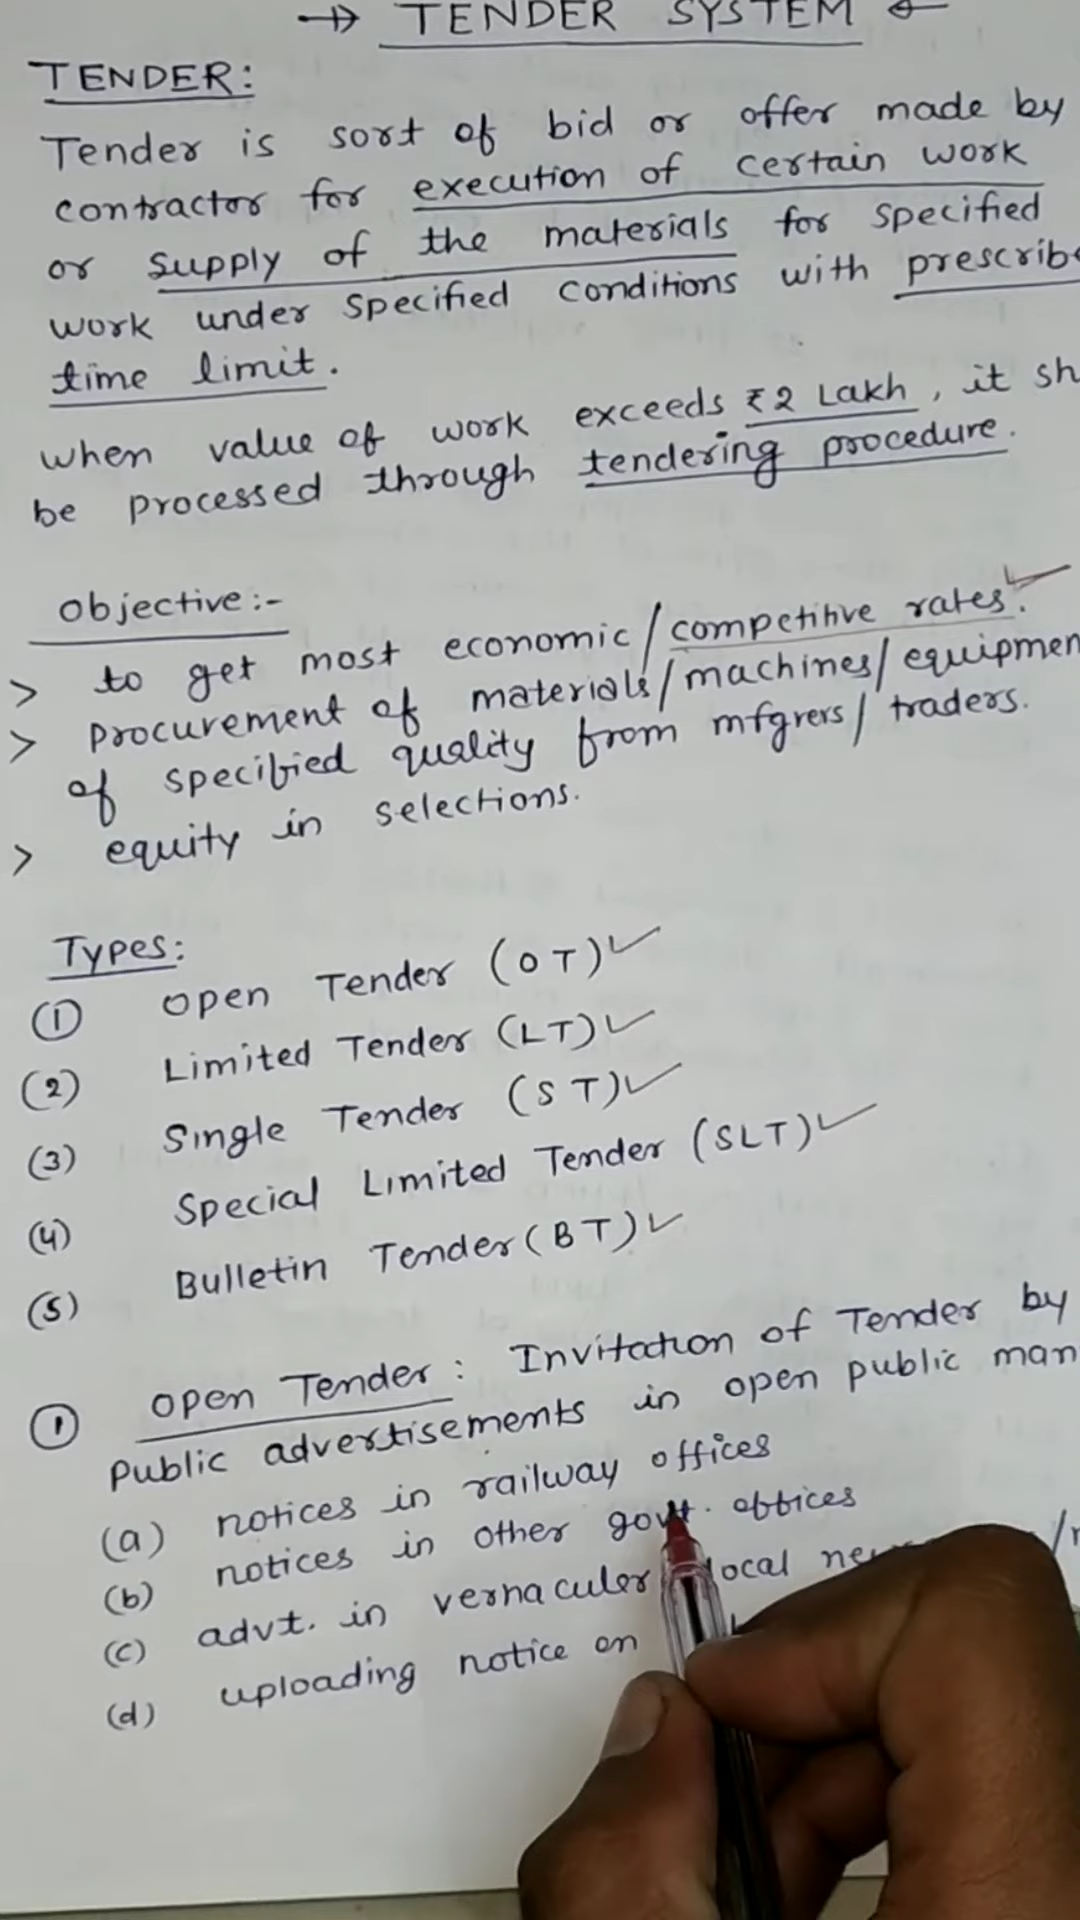 → TENDER SYSTEM ←
TENDER:
Tender is sort of bid or offer made by
contractor for execution of certain work
or supply of the materials for specified
work under specified conditions with prescribe
time limit.
when value of work exceeds ₹2 Lakh, it sh
be processed through tendering procedure.
objective:-
> to get most economic/competitive rates.
> procurement of materials/machines/equipmen
of specified quality from mfgrers/traders.
> equity in selections.
Types:
(1) Open Tender (OT)✓
(2) Limited Tender (LT)✓
(3) Single Tender (ST)✓
(4) Special Limited Tender (SLT)✓
(5) Bulletin Tender (BT)✓
(1) Open Tender: Invitation of Tender by
public advertisements in open public man
(a) notices in railway offices
(b) notices in other govt. offices
(c) advt. in vernaculer local
(d) uploading notice on